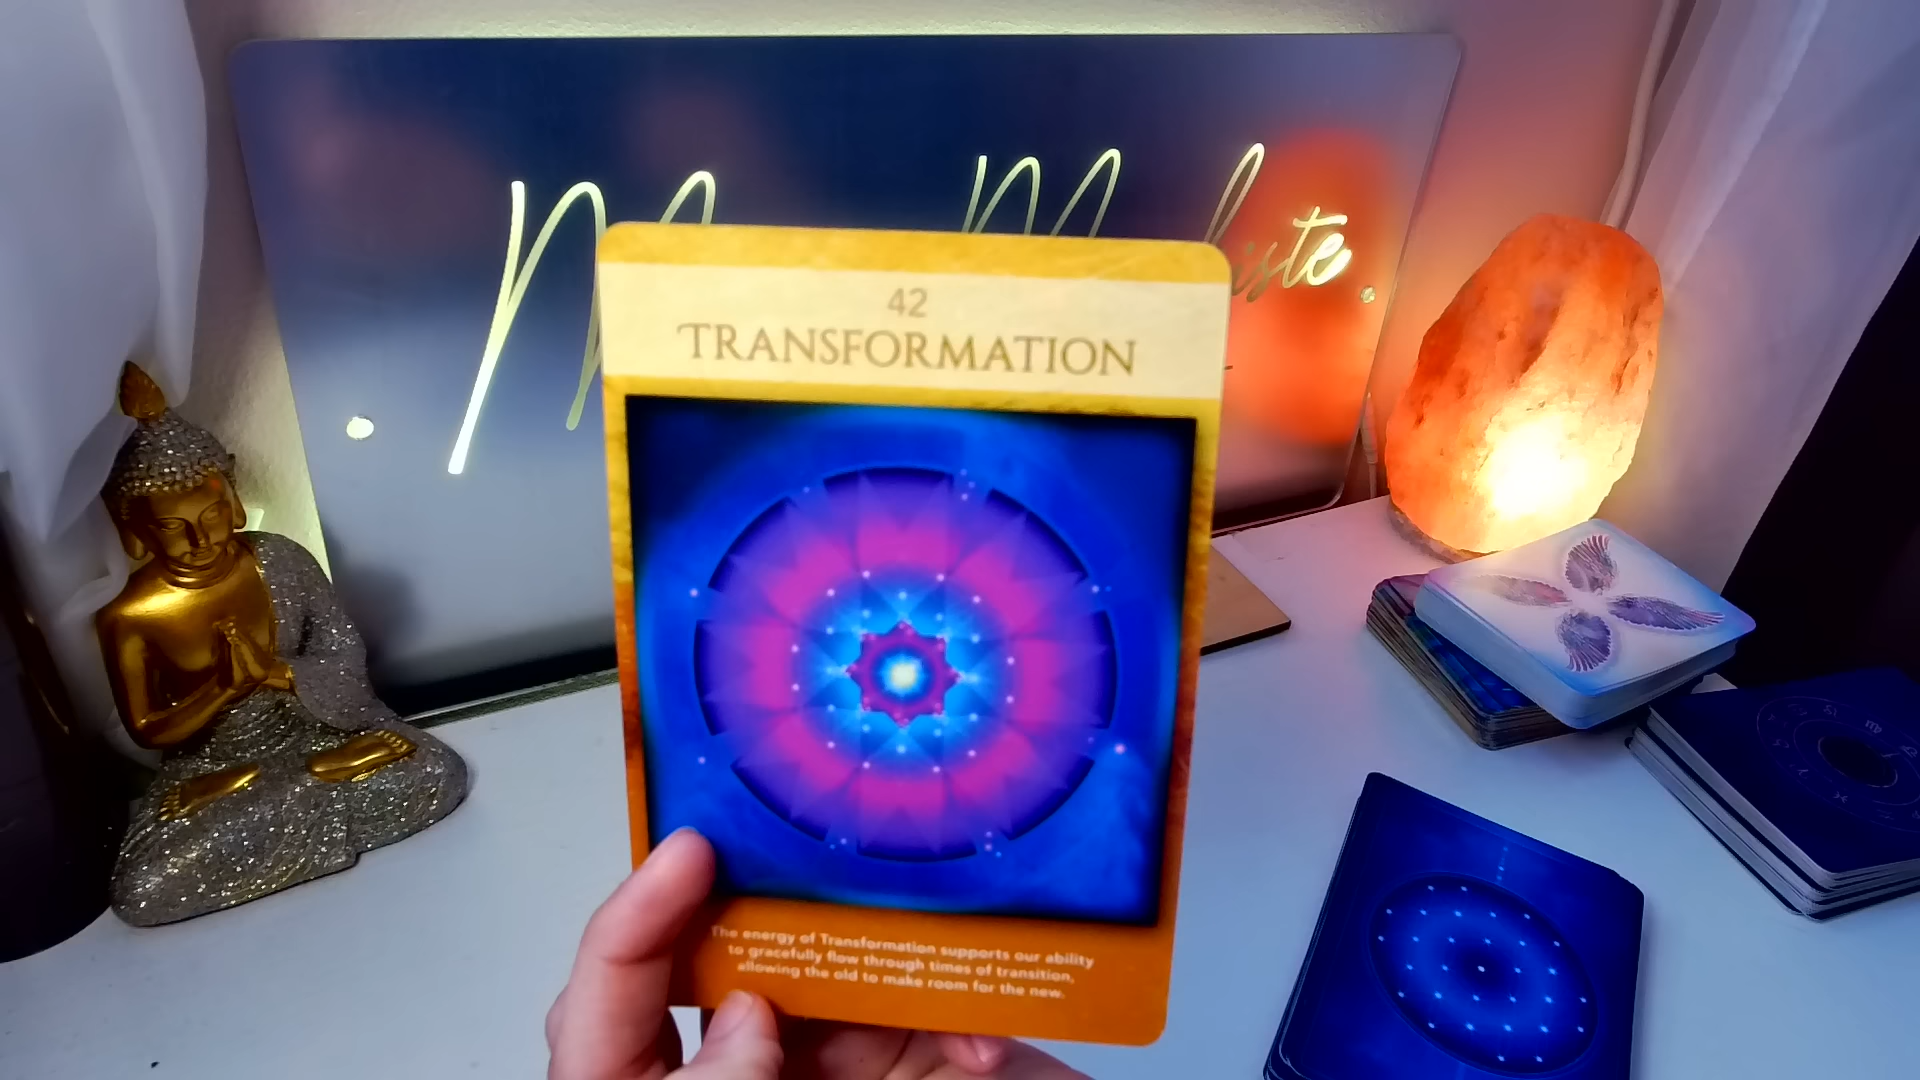 42
TRANSFORMATION
The energy of Transformation supports our ability
to gracefully flow through times of transition,
allowing the old to make room for the new.